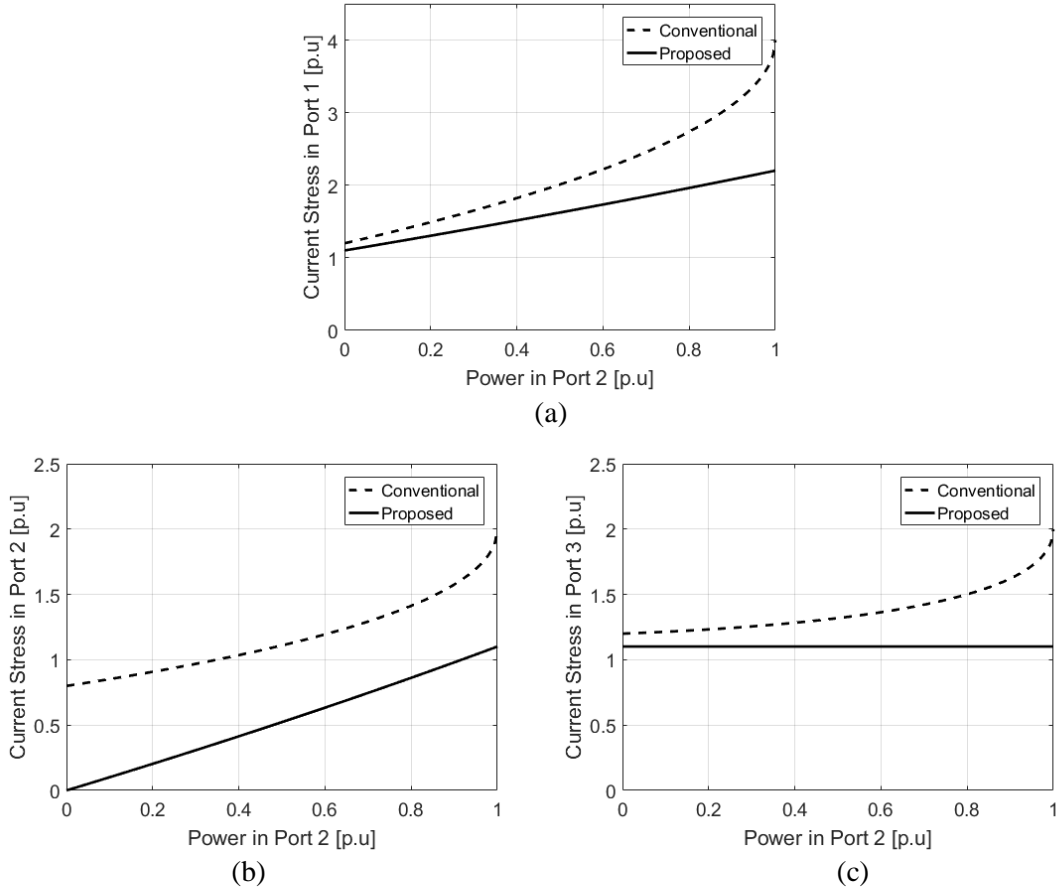 Current Stress in Port 1 [p.u]
4
3
2
1
0
Conventional
Proposed
0 0.2 0.4 0.6 0.8 1
Power in Port 2 [p.u]
(a)
Current Stress in Port 2 [p.u]
2.5
2
1.5
1
0.5
0
Conventional
Proposed
0 0.2 0.4 0.6 0.8 1
Power in Port 2 [p.u]
(b)
Current Stress in Port 3 [p.u]
2.5
2
1.5
1
0.5
0
Conventional
Proposed
0 0.2 0.4 0.6 0.8 1
Power in Port 2 [p.u]
(c)